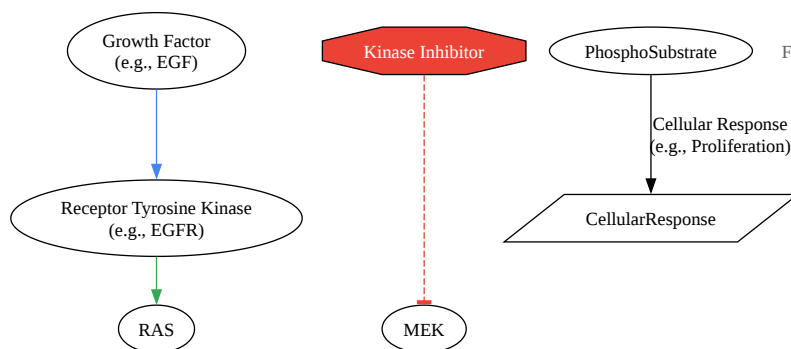 Growth Factor
(e.g., EGF)
Kinase Inhibitor
PhosphoSubstrate
F
Cellular Response
(e.g., Proliferation)
Receptor Tyrosine Kinase
(e.g., EGFR)
CellularResponse
RAS
MEK